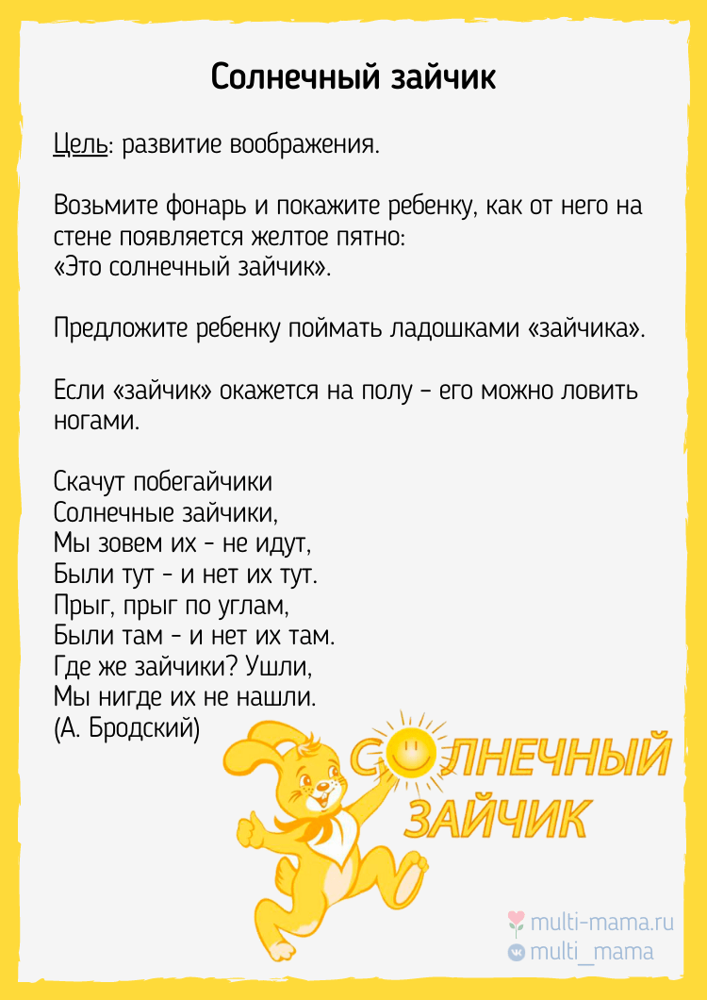 Солнечный зайчик
Цель: развитие воображения.
Возьмите фонарь и покажите ребенку, как от него на
стене появляется желтое пятно:
«Это солнечный зайчик».
Предложите ребенку поймать ладошками «зайчика».
Если «зайчик» окажется на полу – его можно ловить
ногами.
Скачут побегайчики
Солнечные зайчики,
Мы зовем их – не идут,
Были тут – и нет их тут.
Прыг, прыг по углам,
Были там – и нет их там.
Где же зайчики? Ушли,
Мы нигде их не нашли.
(А. Бродский)
СОЛНЕЧНЫЙ
ЗАЙЧИК
multi-mama.ru
multi_mama